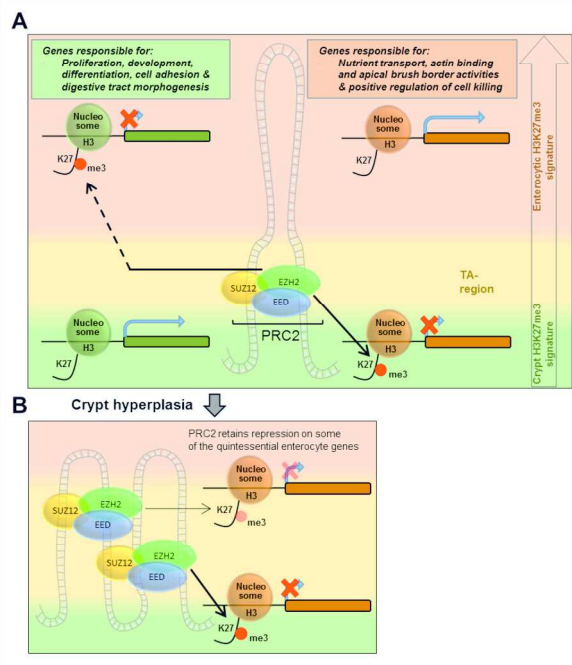 A
Genes responsible for:
Proliferation, development,
differentiation, cell adhesion &
digestive tract morphogenesis
Genes responsible for:
Nutrient transport, actin binding
and apical brush border activities
& positive regulation of cell killing
Nucleo
some
H3
K27
me3
Nucleo
some
H3
K27
Enterocytic H3K27me3
signature
SUZ12
EZH2
EED
PRC2
TA-
region
Nucleo
some
H3
K27
Nucleo
some
H3
K27
me3
Crypt H3K27me3
signature
B
Crypt hyperplasia
PRC2 retains repression on some
of the quintessential enterocyte genes
SUZ12
EZH2
EED
Nucleo
some
H3
K27
me3
SUZ12
EZH2
EED
Nucleo
some
H3
K27
me3